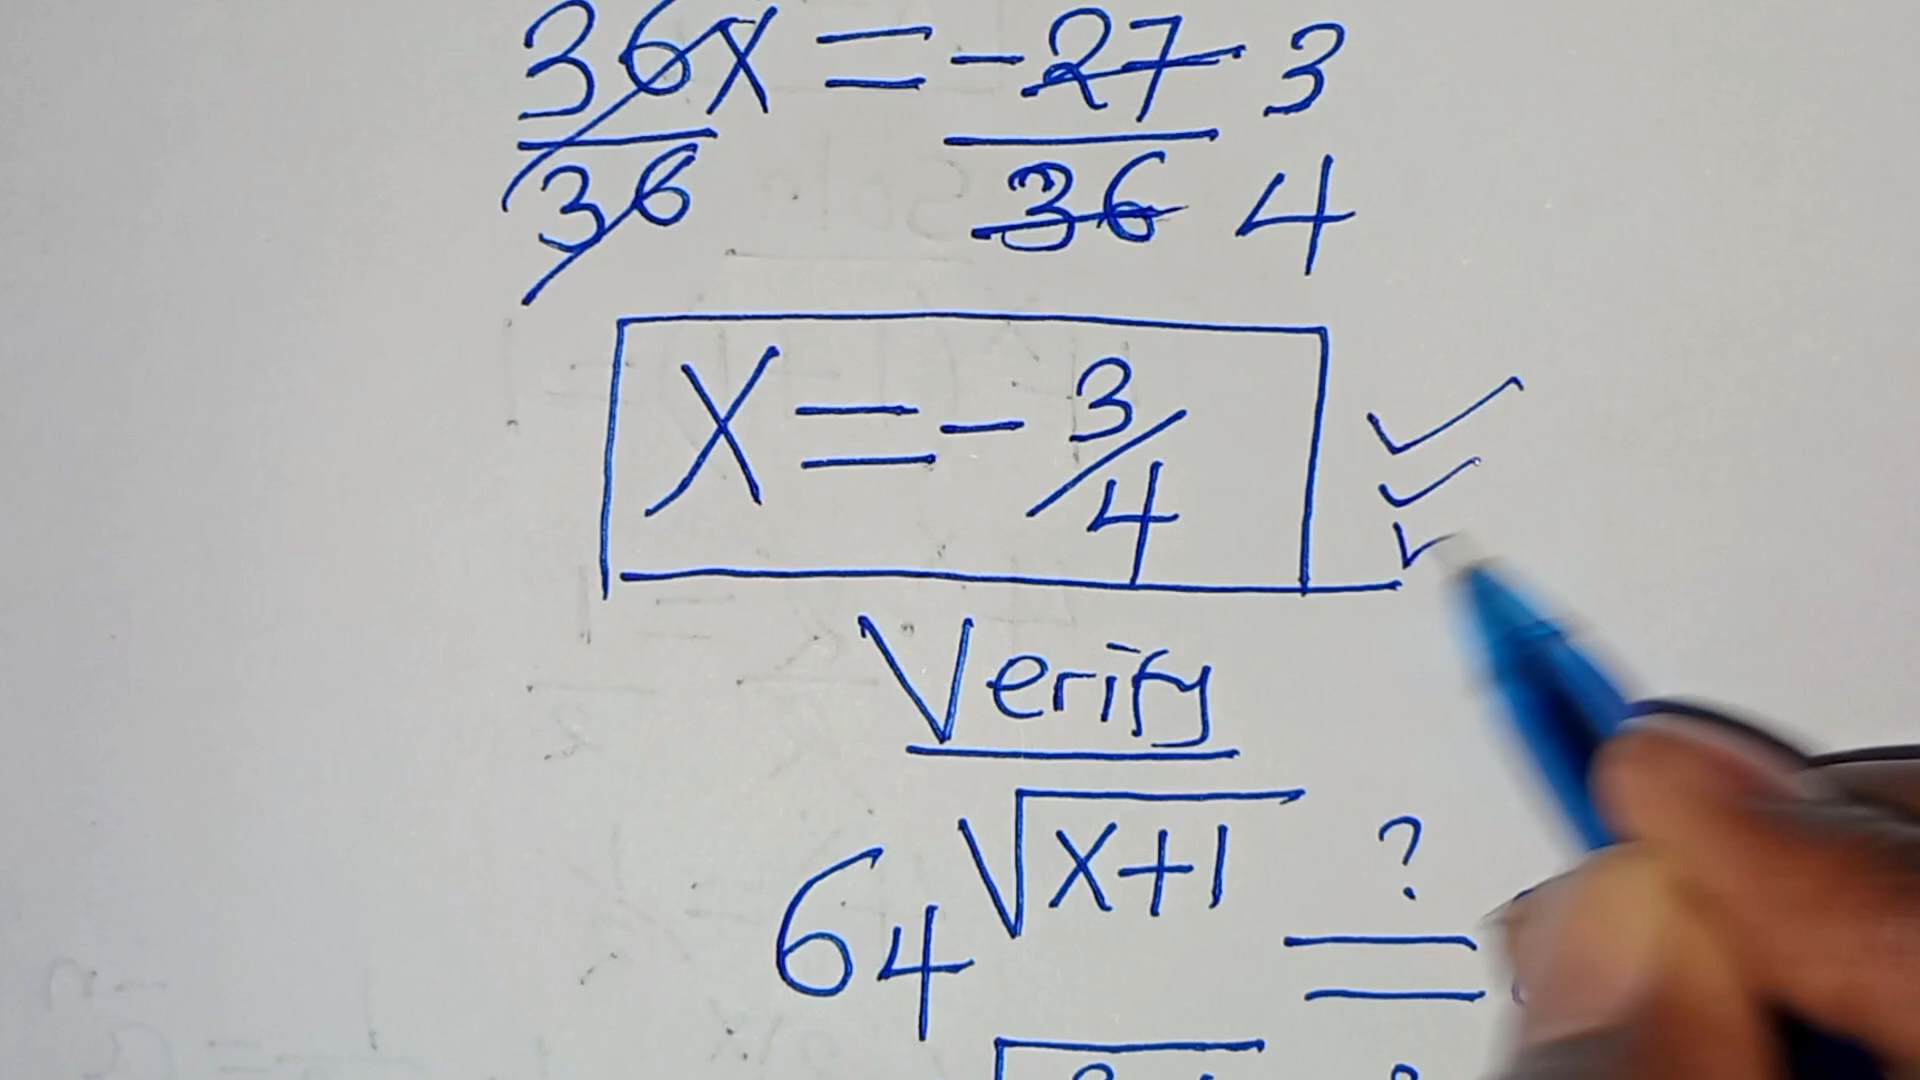 36x = -27 3
36 36 4
x = - 3/4 ✓
✓
✓
Verify
64^√(x+1) ?
=